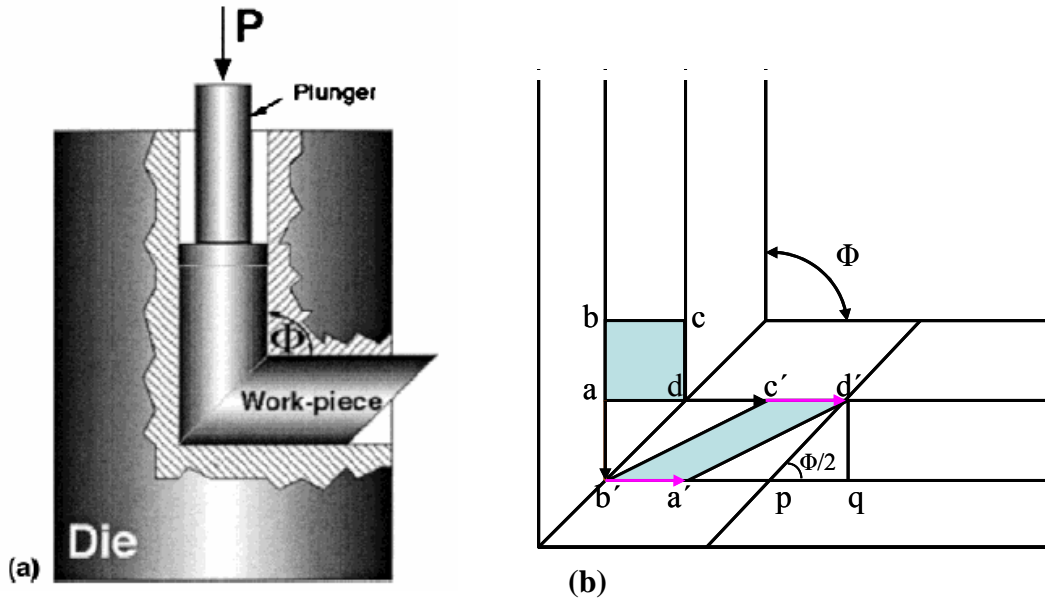 P
Plunger
Φ
Work-piece
Die
(a)
Φ
b c
a d c´ d´
Φ/2
b´ a´ p q
(b)